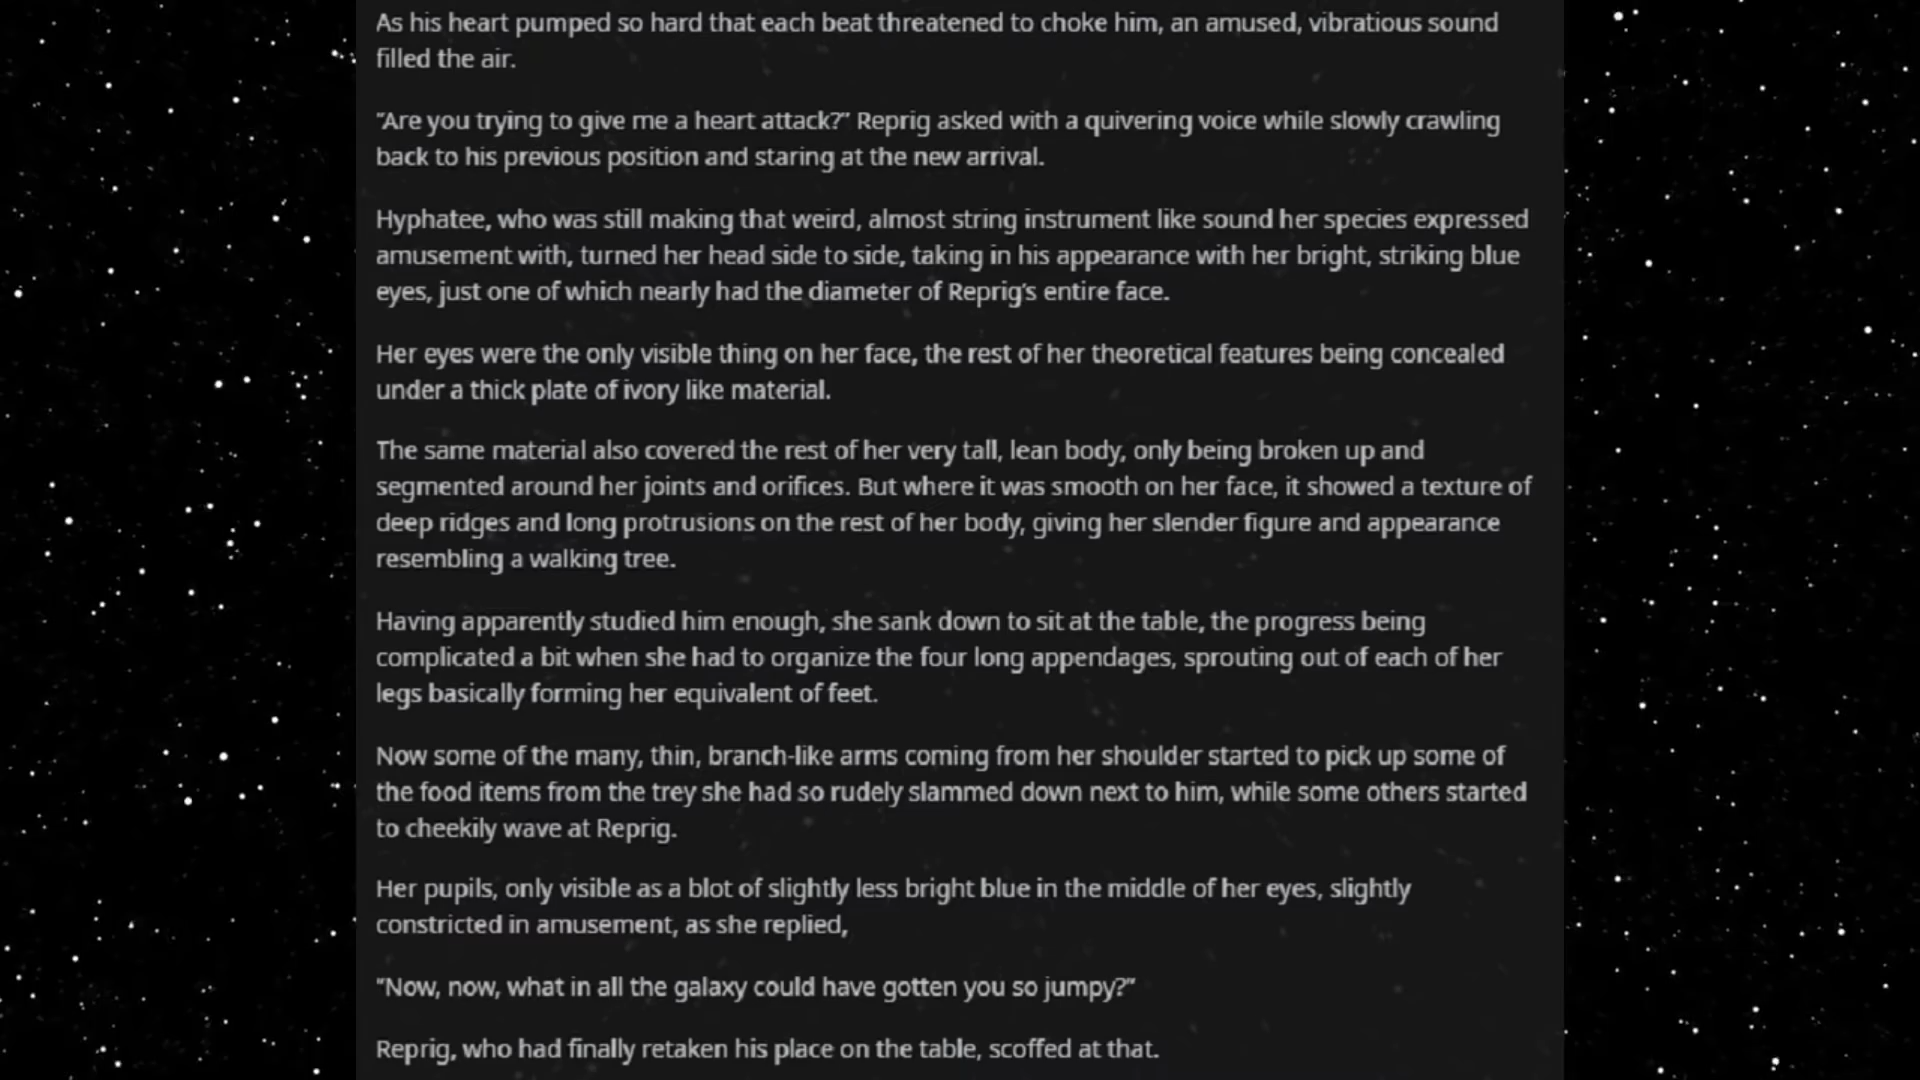 As his heart pumped so hard that each beat threatened to choke him, an amused, vibratious sound
filled the air.
“Are you trying to give me a heart attack?” Reprig asked with a quivering voice while slowly crawling
back to his previous position and staring at the new arrival.
Hyphatee, who was still making that weird, almost string instrument like sound her species expressed
amusement with, turned her head side to side, taking in his appearance with her bright, striking blue
eyes, just one of which nearly had the diameter of Reprig’s entire face.
Her eyes were the only visible thing on her face, the rest of her theoretical features being concealed
under a thick plate of ivory like material.
The same material also covered the rest of her very tall, lean body, only being broken up and
segmented around her joints and orifices. But where it was smooth on her face, it showed a texture of
deep ridges and long protrusions on the rest of her body, giving her slender figure and appearance
resembling a walking tree.
Having apparently studied him enough, she sank down to sit at the table, the progress being
complicated a bit when she had to organize the four long appendages, sprouting out of each of her
legs basically forming her equivalent of feet.
Now some of the many, thin, branch-like arms coming from her shoulder started to pick up some of
the food items from the trey she had so rudely slammed down next to him, while some others started
to cheekily wave at Reprig.
Her pupils, only visible as a blot of slightly less bright blue in the middle of her eyes, slightly
constricted in amusement, as she replied,
“Now, now, what in all the galaxy could have gotten you so jumpy?”
Reprig, who had finally retaken his place on the table, scoffed at that.